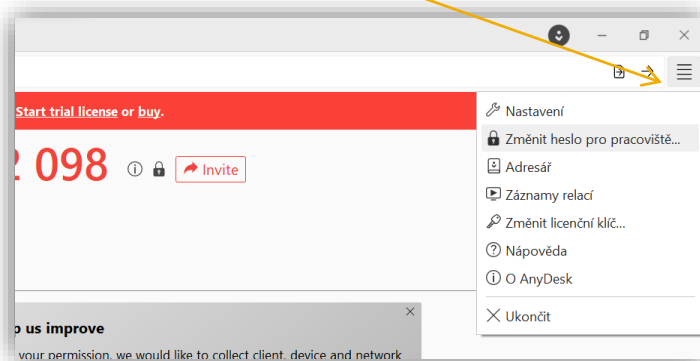 Start trial license or buy.
2 098
Invite
Nastavení
Změnit heslo pro pracoviště...
Adresář
Záznamy relací
Změnit licenční klíč...
Nápověda
O AnyDesk
Ukončit
p us improve
your permission, we would like to collect client, device and network